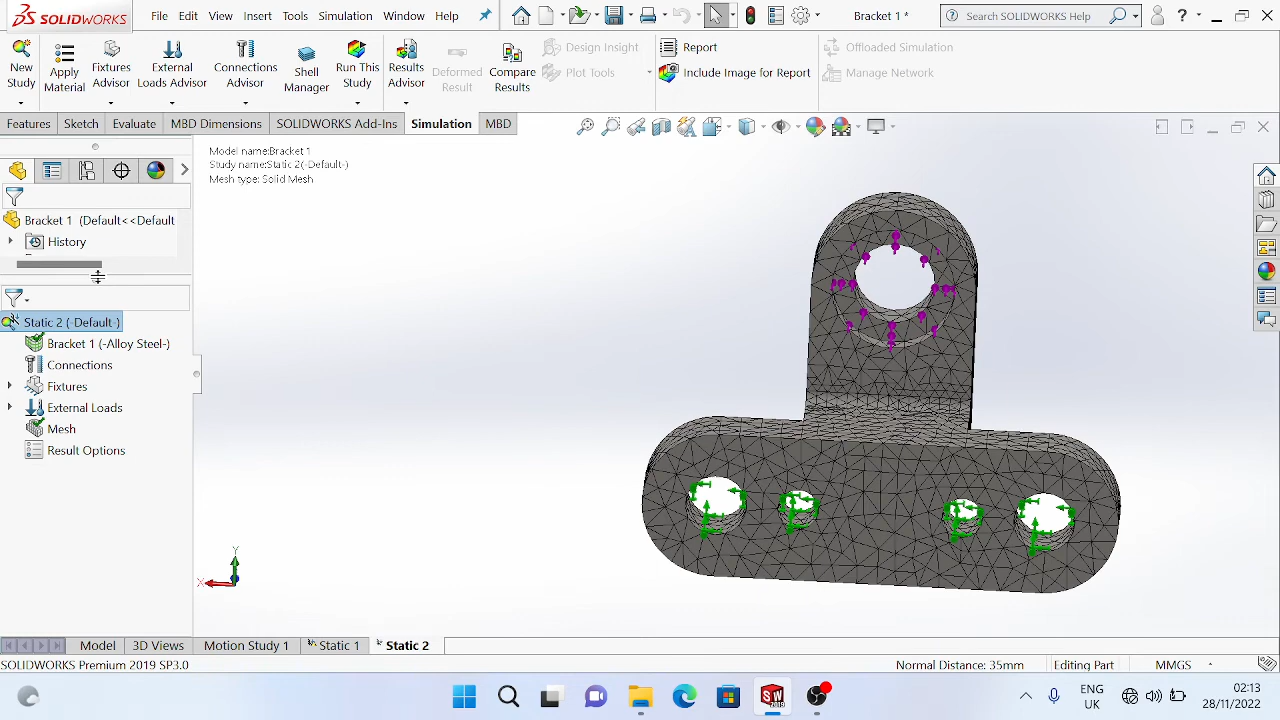 SOLIDWORKS File Edit View Insert Tools Simulation Window Help Bracket 1 * Search SOLIDWORKS Help ?
New Study
Apply Material
Fixtures Advisor
External Loads Advisor
Connections Advisor
Shell Manager
Run This Study
Results Advisor
Deformed Result
Compare Results
Design Insight
Plot Tools
Report
Include Image for Report
Offloaded Simulation
Manage Network
Features Sketch Evaluate MBD Dimensions SOLIDWORKS Add-Ins Simulation MBD
Model name:Bracket 1
Study name:Static 2(-Default-)
Mesh type: Solid Mesh
Bracket 1 (Default<<Default
History
Static 2 (-Default-)
Bracket 1 (-Alloy Steel-)
Connections
Fixtures
External Loads
Mesh
Result Options
Y
X
Model 3D Views Motion Study 1 Static 1 Static 2
SOLIDWORKS Premium 2019 SP3.0 Normal Distance: 35mm Editing Part MMGS
ENG
UK
02:13
28/11/2022